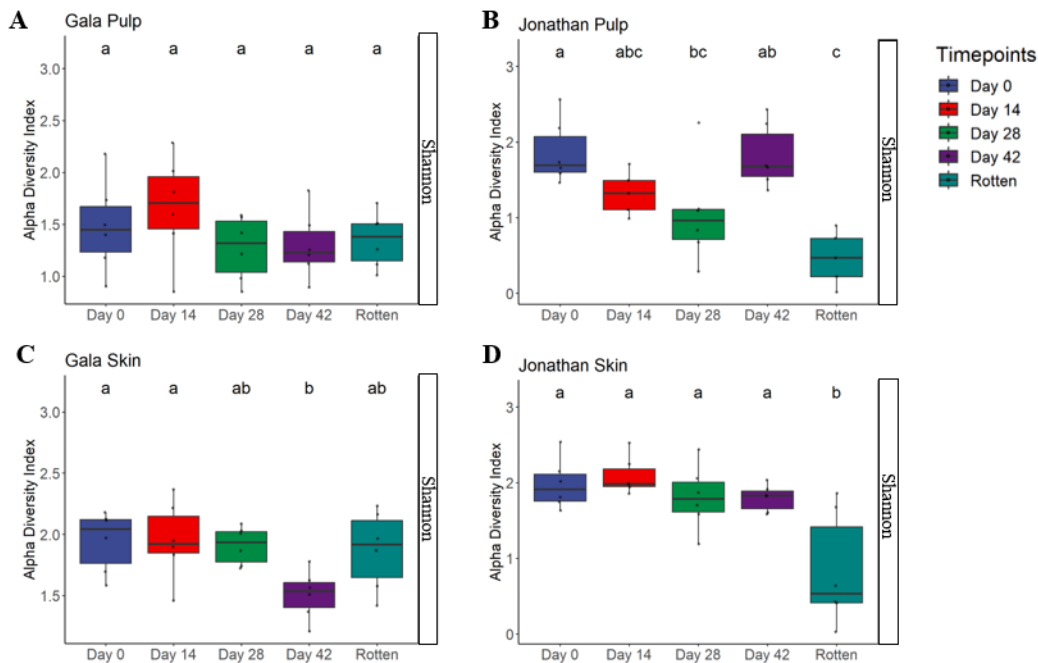 A
Gala Pulp
a a a a a
Alpha Diversity Index
3.0
2.5
2.0
1.5
1.0
Day 0 Day 14 Day 28 Day 42 Rotten
Shannon
B
Jonathan Pulp
a abc bc ab c
Alpha Diversity Index
3
2
1
0
Day 0 Day 14 Day 28 Day 42 Rotten
Shannon
Timepoints
Day 0
Day 14
Day 28
Day 42
Rotten
C
Gala Skin
a a ab b ab
Alpha Diversity Index
3.0
2.5
2.0
1.5
Day 0 Day 14 Day 28 Day 42 Rotten
Shannon
D
Jonathan Skin
a a a a b
Alpha Diversity Index
3
2
1
0
Day 0 Day 14 Day 28 Day 42 Rotten
Shannon